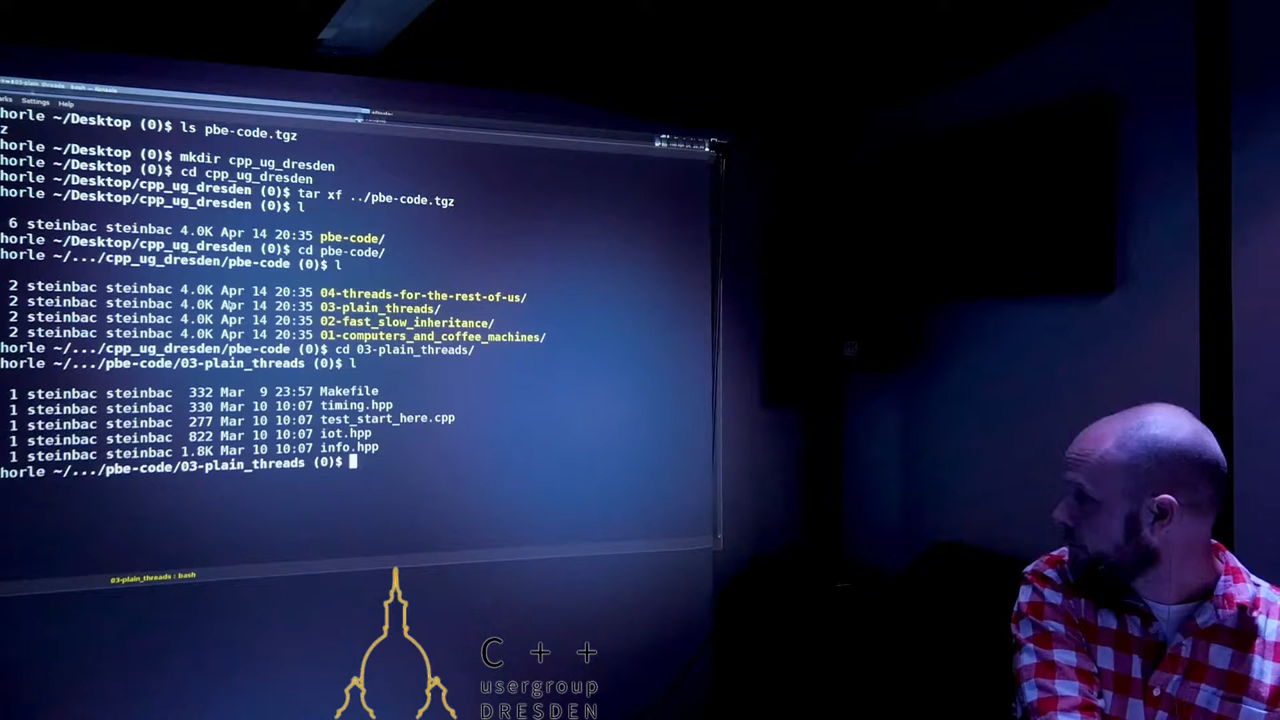 Settings Help
horle ~/Desktop (0)$ ls pbe-code.tgz
z
horle ~/Desktop (0)$ mkdir cpp_ug_dresden
horle ~/Desktop (0)$ cd cpp_ug_dresden
horle ~/Desktop/cpp_ug_dresden (0)$ tar xf ../pbe-code.tgz
horle ~/Desktop/cpp_ug_dresden (0)$ l
6 steinbac steinbac 4.0K Apr 14 20:35 pbe-code/
horle ~/Desktop/cpp_ug_dresden (0)$ cd pbe-code/
horle ~/.../cpp_ug_dresden/pbe-code (0)$ l
2 steinbac steinbac 4.0K Apr 14 20:35 04-threads-for-the-rest-of-us/
2 steinbac steinbac 4.0K Apr 14 20:35 03-plain_threads/
2 steinbac steinbac 4.0K Apr 14 20:35 02-fast_slow_inheritance/
2 steinbac steinbac 4.0K Apr 14 20:35 01-computers_and_coffee_machines/
horle ~/.../cpp_ug_dresden/pbe-code (0)$ cd 03-plain_threads/
horle ~/.../pbe-code/03-plain_threads (0)$ l
1 steinbac steinbac 332 Mar 9 23:57 Makefile
1 steinbac steinbac 330 Mar 10 10:07 timing.hpp
1 steinbac steinbac 277 Mar 10 10:07 test_start_here.cpp
1 steinbac steinbac 822 Mar 10 10:07 iot.hpp
1 steinbac steinbac 1.8K Mar 10 10:07 info.hpp
horle ~/.../pbe-code/03-plain_threads (0)$
03-plain_threads : bash
C + +
usergroup
DRESDEN